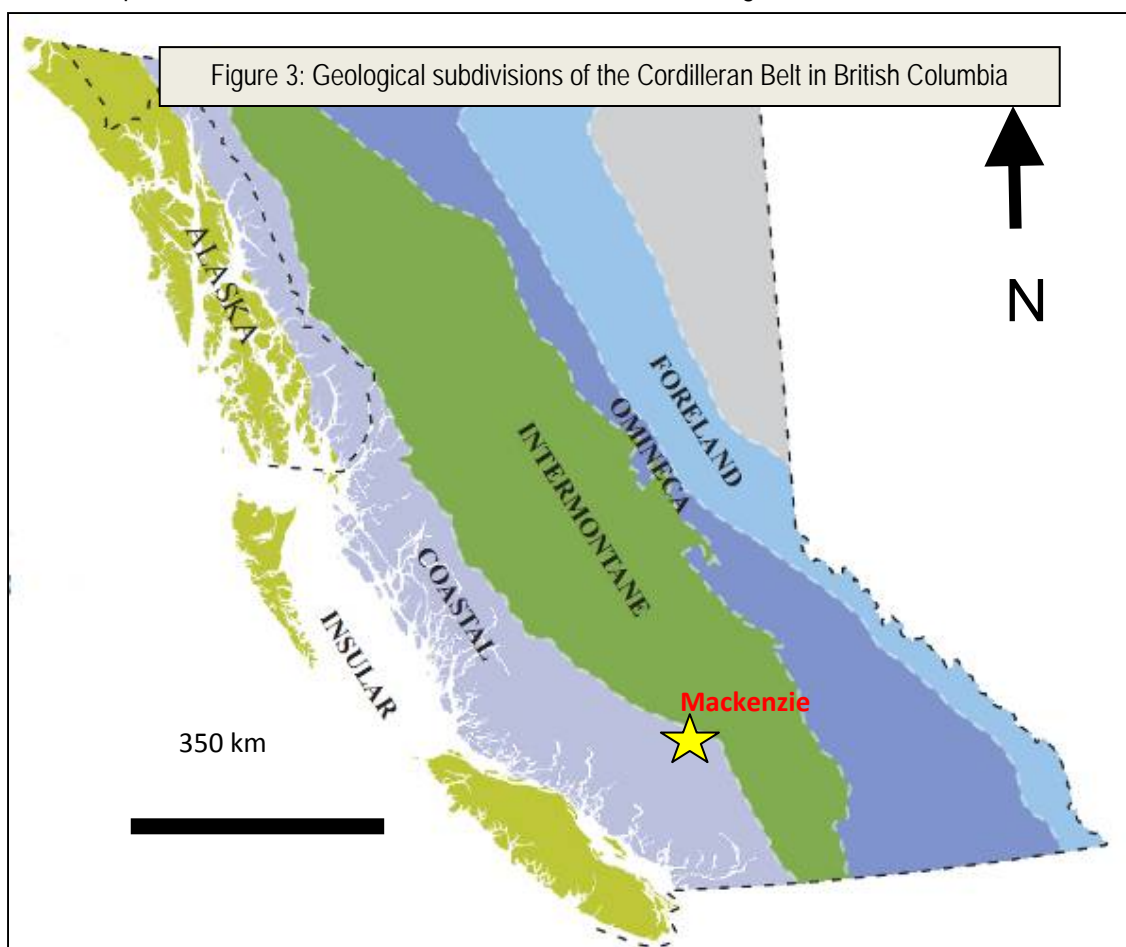 Figure 3: Geological subdivisions of the Cordilleran Belt in British Columbia
N
ALASKA
FORELAND
OMINECA
INTERMONTANE
COASTAL
INSULAR
Mackenzie
350 km